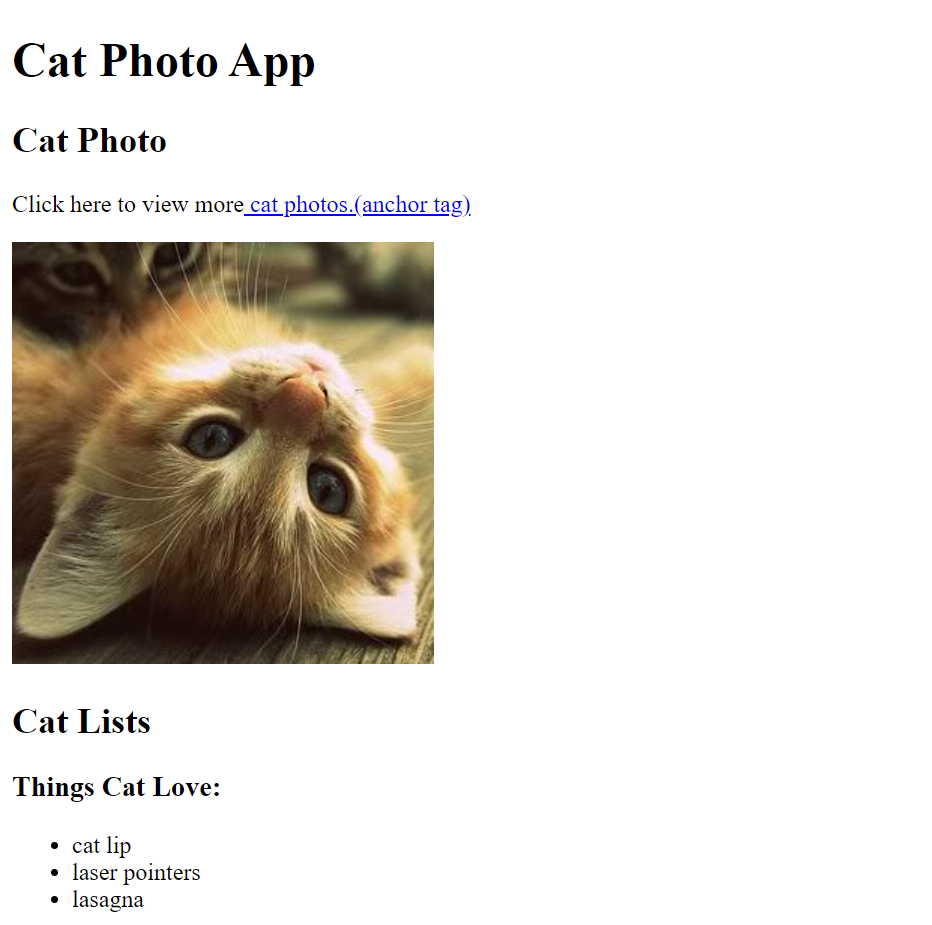 Cat Photo App
Cat Photo
Click here to view more cat photos.(anchor tag)
Cat Lists
Things Cat Love:
cat lip
laser pointers
lasagna